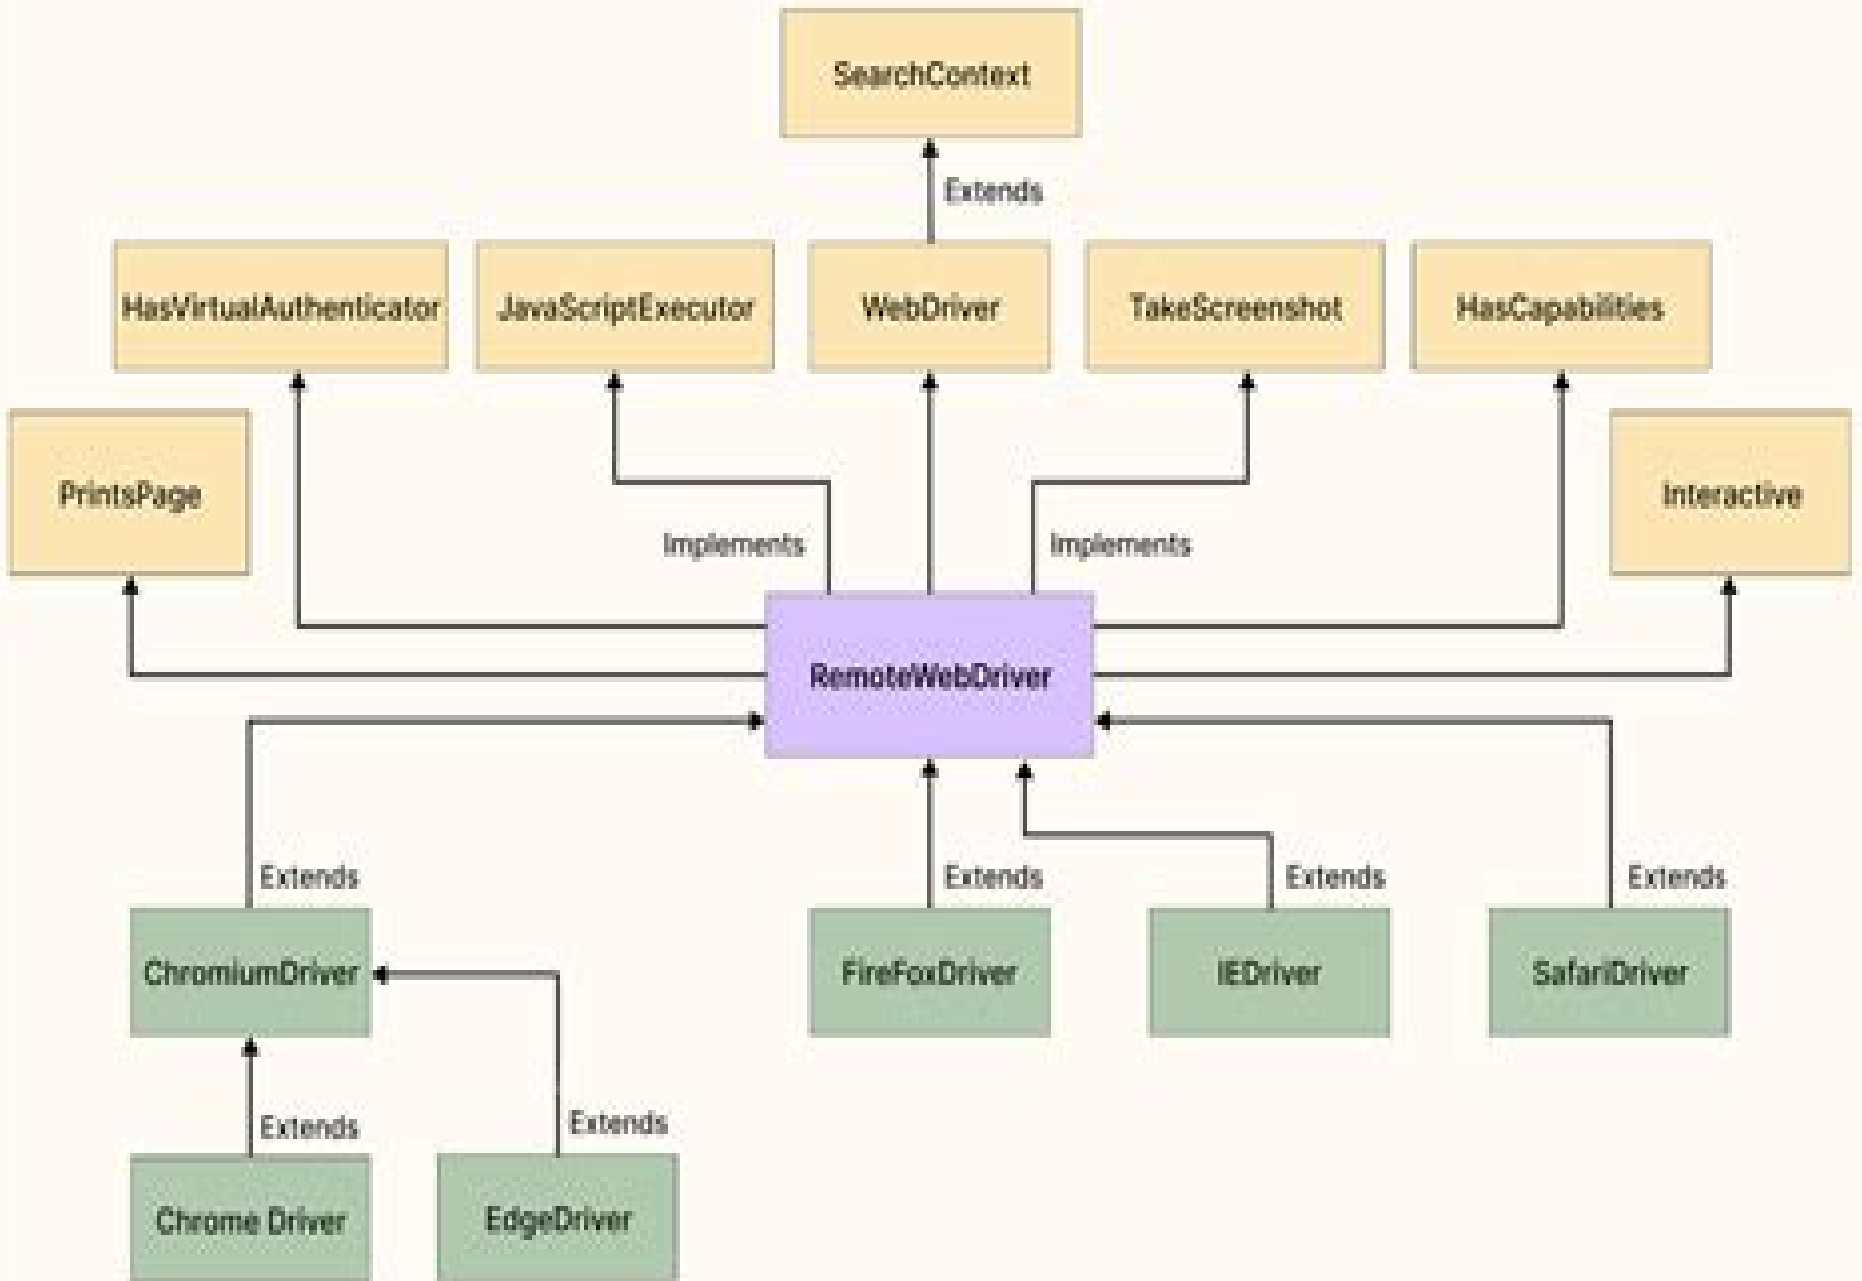 SearchContext
Extends
HasVirtualAuthenticator
JavaScriptExecutor
WebDriver
TakeScreenshot
HasCapabilities
PrintsPage
Interactive
Implements
Implements
RemoteWebDriver
Extends
Extends
Extends
Extends
ChromiumDriver
FireFoxDriver
IEDriver
SafariDriver
Extends
Extends
Chrome Driver
EdgeDriver